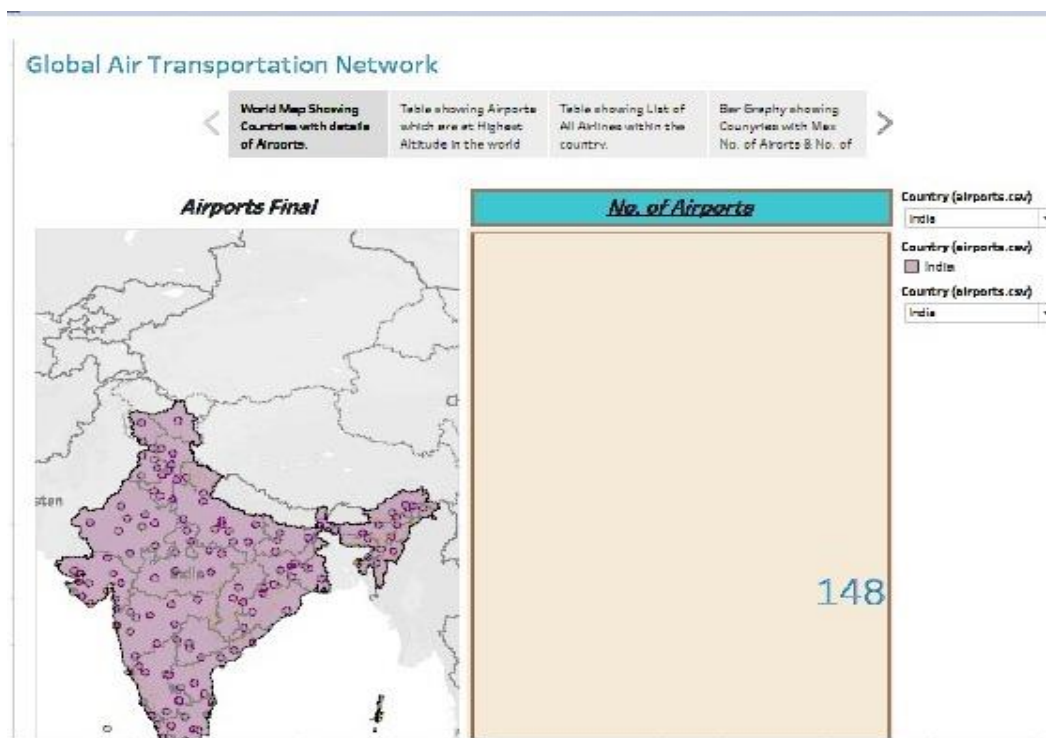 Global Air Transportation Network
World Map Showing
Countries with details
of Airports.
Table showing Airports
which are at Highest
Altitude in the world
Table showing List of
All Airlines within the
country.
Bar Graphy showing
Counyries with Max
No. of Airorts & No. of
Airports Final
No. of Airports
Country (airports.csv)
India
Country (airports.csv)
India
Country (airports.csv)
India
Ch
stan
India
148